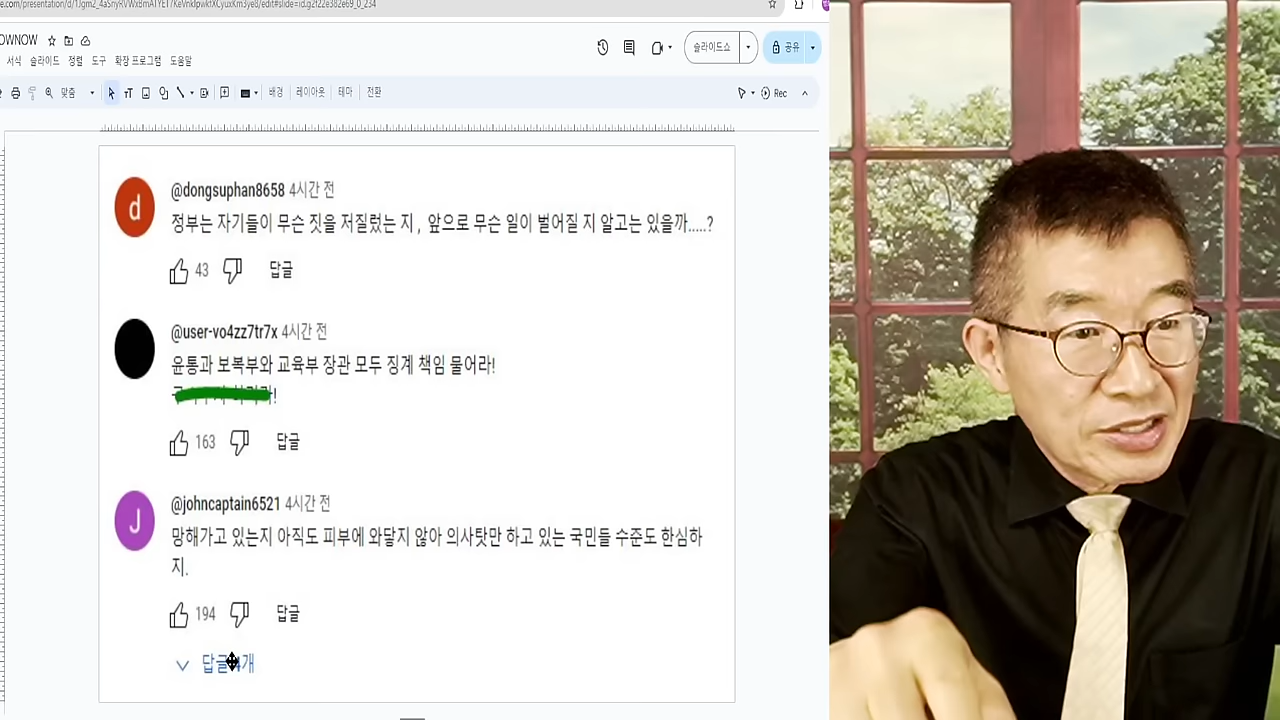 OWNOW
서식 슬라이드 정렬 도구 확장 프로그램 도움말
슬라이드쇼
공유
맞춤
배경 레이아웃 테마 전환
Rec
d
@dongsuphan8658 4시간 전
정부는 자기들이 무슨 짓을 저질렀는 지, 앞으로 무슨 일이 벌어질 지 알고는 있을까.....?
43 답글
@user-vo4zz7tr7x 4시간 전
윤통과 보복부와 교육부 장관 모두 징계 책임 물어라!
163 답글
J
@johncaptain6521 4시간 전
망해가고 있는지 아직도 피부에 와닿지 않아 의사탓만 하고 있는 국민들 수준도 한심하
지.
194 답글